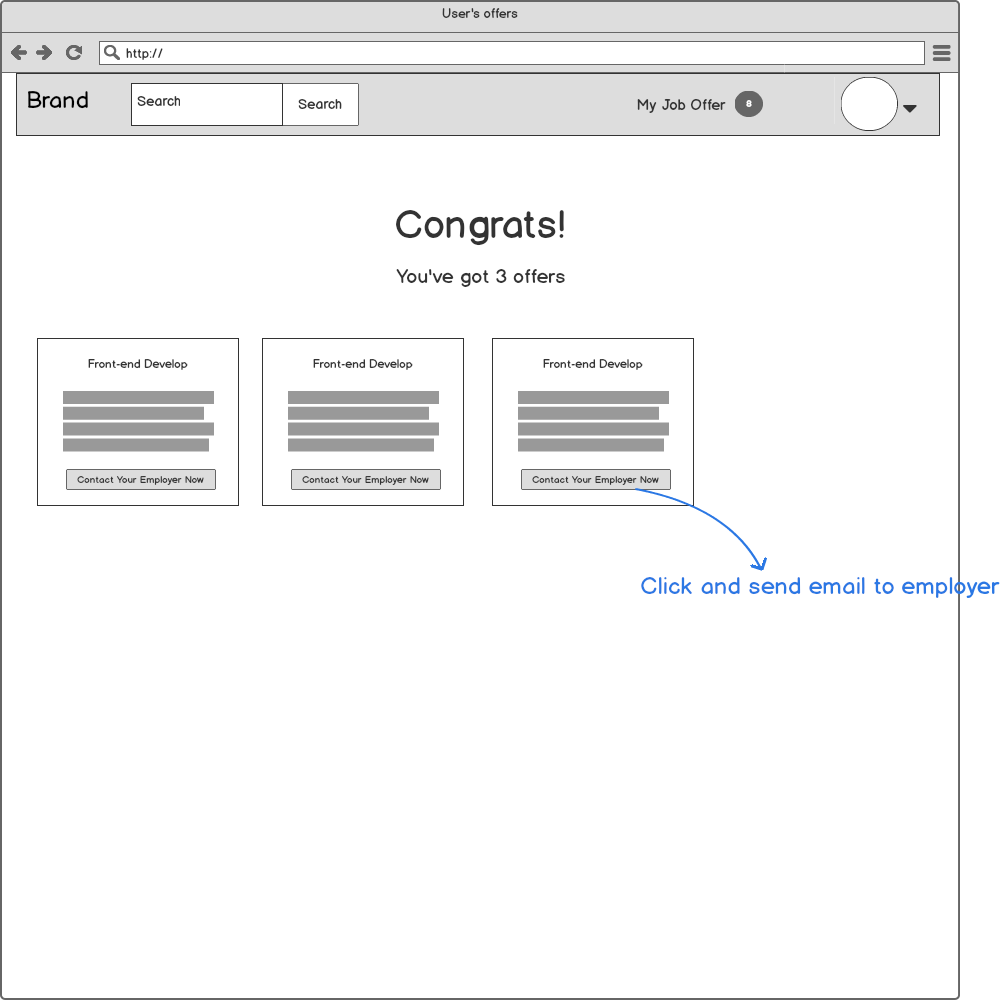 User's offers
http://
Brand
Search
Search
My Job Offer
8
Congrats!
You've got 3 offers
Front-end Develop
Contact Your Employer Now
Front-end Develop
Contact Your Employer Now
Front-end Develop
Contact Your Employer Now
Click and send email to employer